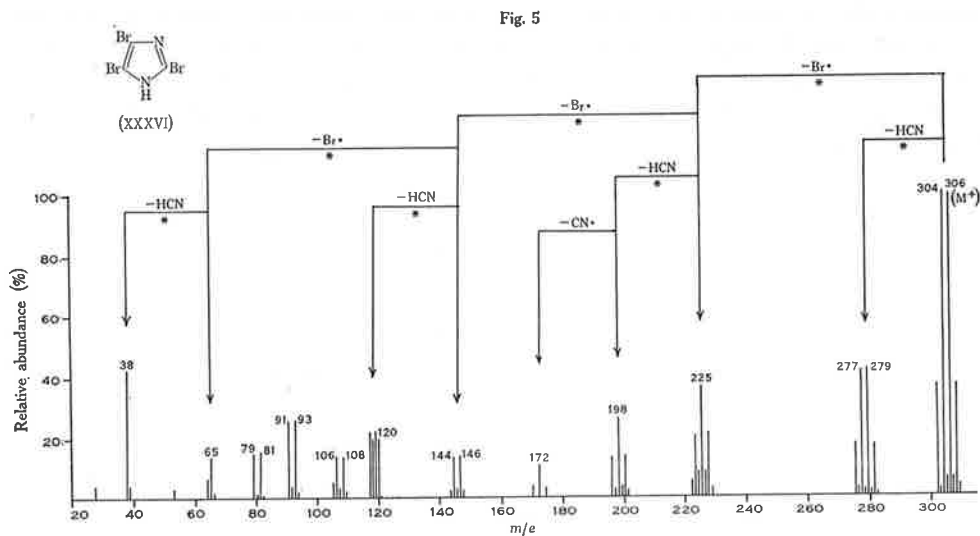 Fig. 5
Br
N
Br
Br
N
H
(XXXVI)
−Br•
*
−HCN
*
−Br•
*
−HCN
*
−CN•
−Br•
*
−HCN
*
−HCN
*
304
306
(M+)
Relative abundance (%)
100
80
60
40
20
38
65
79
81
91
93
106
108
120
144
146
172
198
225
277
279
20
40
60
80
100
120
140
160
180
200
220
240
260
280
300
m/e